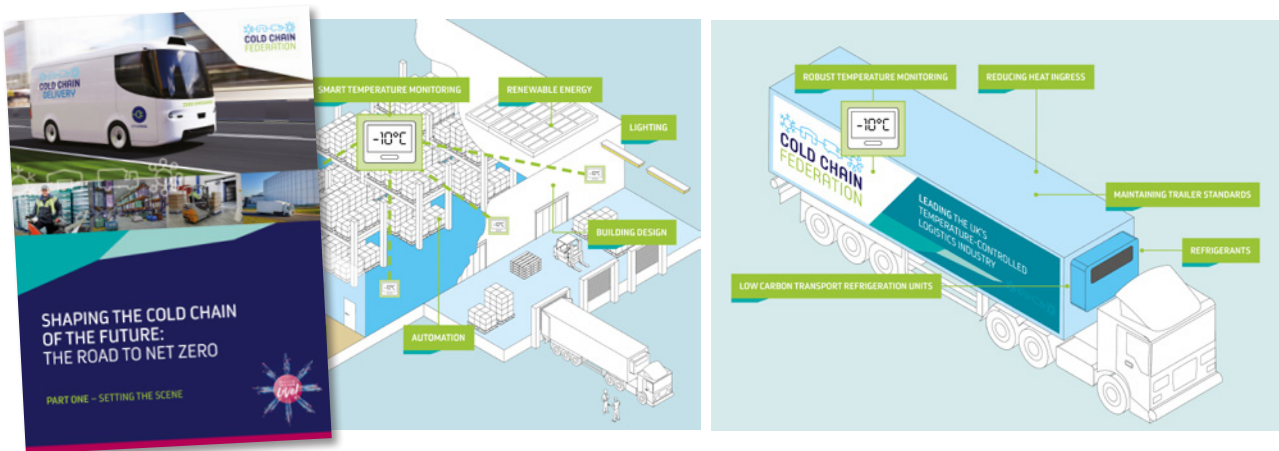 COLD CHAIN
FEDERATION
COLD CHAIN
DELIVERY
SHAPING THE COLD CHAIN
OF THE FUTURE:
THE ROAD TO NET ZERO
PART ONE – SETTING THE SCENE
SMART TEMPERATURE MONITORING
RENEWABLE ENERGY
LIGHTING
-10°C
BUILDING DESIGN
AUTOMATION
ROBUST TEMPERATURE MONITORING
REDUCING HEAT INGRESS
-10°C
COLD CHAIN
FEDERATION
MAINTAINING TRAILER STANDARDS
LEADING THE UK'S
TEMPERATURE-CONTROLLED
LOGISTICS INDUSTRY
REFRIGERANTS
LOW CARBON TRANSPORT REFRIGERATION UNITS